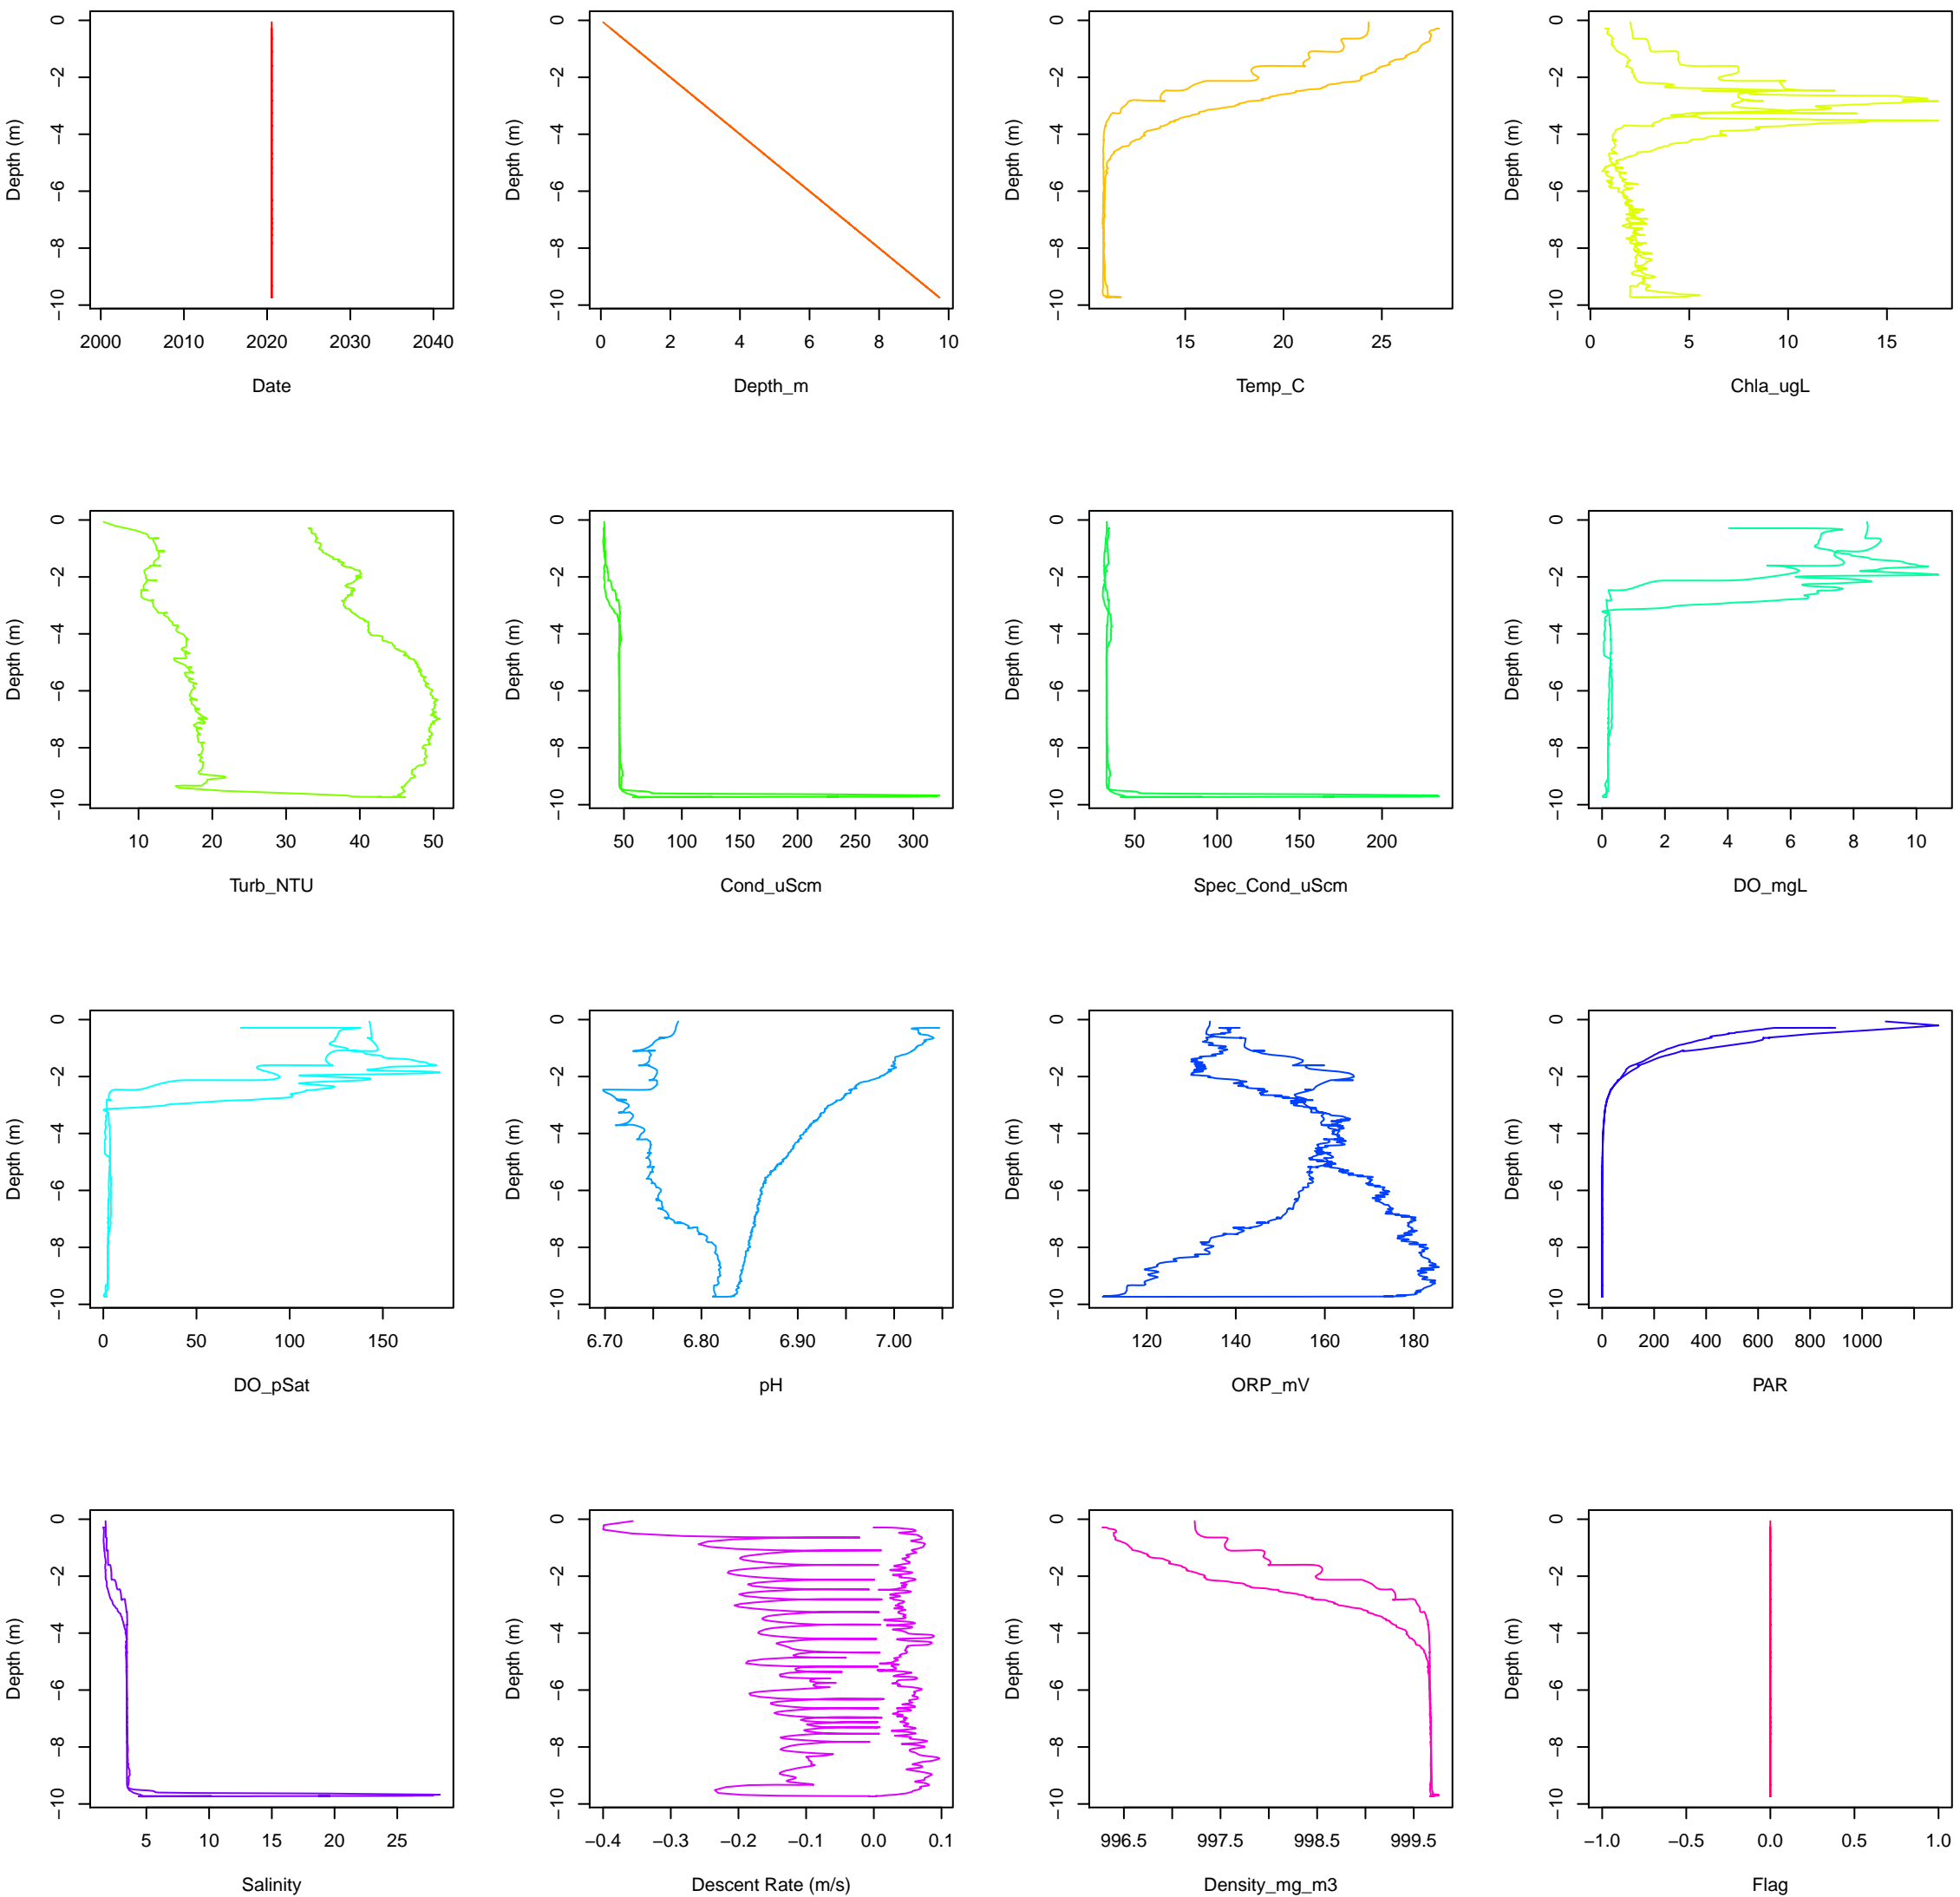 0 0 0 0
−2 −2 −2 −2
−4 −4 −4 −4
Depth (m) Depth (m) Depth (m) Depth (m)
−6 −6 −6 −6
−8 −8 −8 −8
−10 −10 −10 −10
2000 2010 2020 2030 2040 0 2 4 6 8 10 15 20 25 0 5 10 15
Date Depth_m Temp_C Chla_ugL
0 0 0 0
−2 −2 −2 −2
−4 −4 −4 −4
Depth (m) Depth (m) Depth (m) Depth (m)
−6 −6 −6 −6
−8 −8 −8 −8
−10 −10 −10 −10
10 20 30 40 50 50 100 150 200 250 300 50 100 150 200 0 2 4 6 8 10
Turb_NTU Cond_uScm Spec_Cond_uScm DO_mgL
0 0 0 0
−2 −2 −2 −2
−4 −4 −4 −4
Depth (m) Depth (m) Depth (m) Depth (m)
−6 −6 −6 −6
−8 −8 −8 −8
−10 −10 −10 −10
0 50 100 150 6.70 6.80 6.90 7.00 120 140 160 180 0 200 400 600 800 1000
DO_pSat pH ORP_mV PAR
0 0 0 0
−2 −2 −2 −2
−4 −4 −4 −4
Depth (m) Depth (m) Depth (m) Depth (m)
−6 −6 −6 −6
−8 −8 −8 −8
−10 −10 −10 −10
5 10 15 20 25 −0.4 −0.3 −0.2 −0.1 0.0 0.1 996.5 997.5 998.5 999.5 −1.0 −0.5 0.0 0.5 1.0
Salinity Descent Rate (m/s) Density_mg_m3 Flag